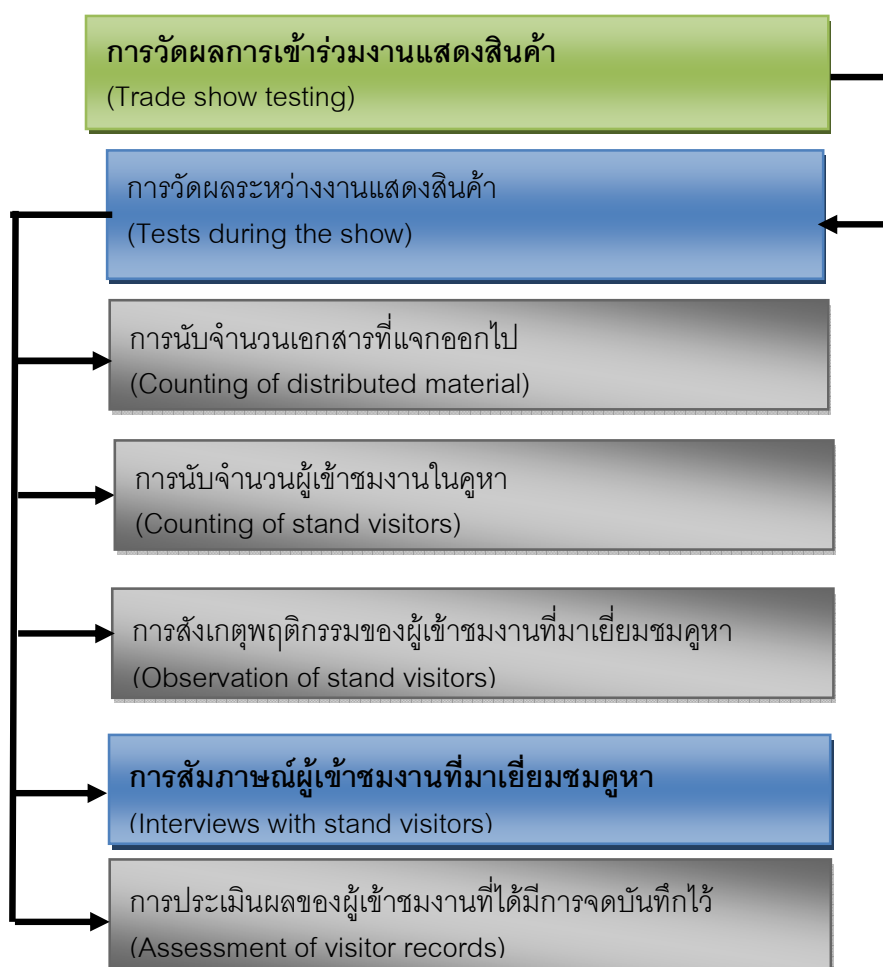 การวัดผลการเข้าร่วมงานแสดงสินค้า
(Trade show testing)
การวัดผลระหว่างงานแสดงสินค้า
(Tests during the show)
การนับจำนวนเอกสารที่แจกออกไป
(Counting of distributed material)
การนับจำนวนผู้เข้าชมงานในคูหา
(Counting of stand visitors)
การสังเกตุพฤติกรรมของผู้เข้าชมงานที่มาเยี่ยมชมคูหา
(Observation of stand visitors)
การสัมภาษณ์ผู้เข้าชมงานที่มาเยี่ยมชมคูหา
(Interviews with stand visitors)
การประเมินผลของผู้เข้าชมงานที่ได้มีการจดบันทึกไว้
(Assessment of visitor records)